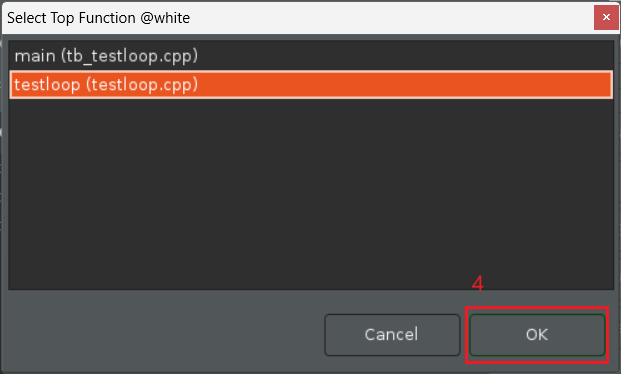 Select Top Function @white
main (tb_testloop.cpp)
testloop (testloop.cpp)
4
Cancel
OK